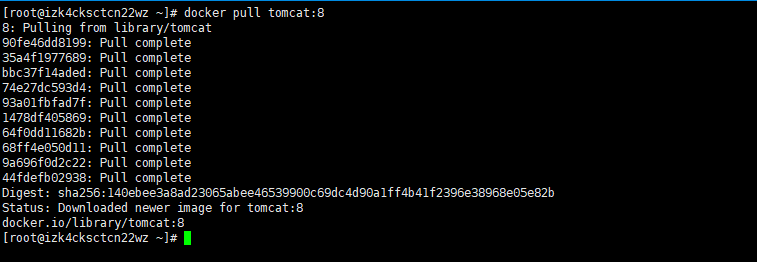 [root@izk4cksctcn22wz ~]# docker pull tomcat:8
8: Pulling from library/tomcat
90fe46dd8199: Pull complete
35a4f1977689: Pull complete
bbc37f14aded: Pull complete
74e27dc593d4: Pull complete
93a01fbfad7f: Pull complete
1478df405869: Pull complete
64f0dd11682b: Pull complete
68ff4e050d11: Pull complete
9a696f0d2c22: Pull complete
44fdefb02938: Pull complete
Digest: sha256:140ebee3a8ad23065abee46539900c69dc4d90a1ff4b41f2396e38968e05e82b
Status: Downloaded newer image for tomcat:8
docker.io/library/tomcat:8
[root@izk4cksctcn22wz ~]#